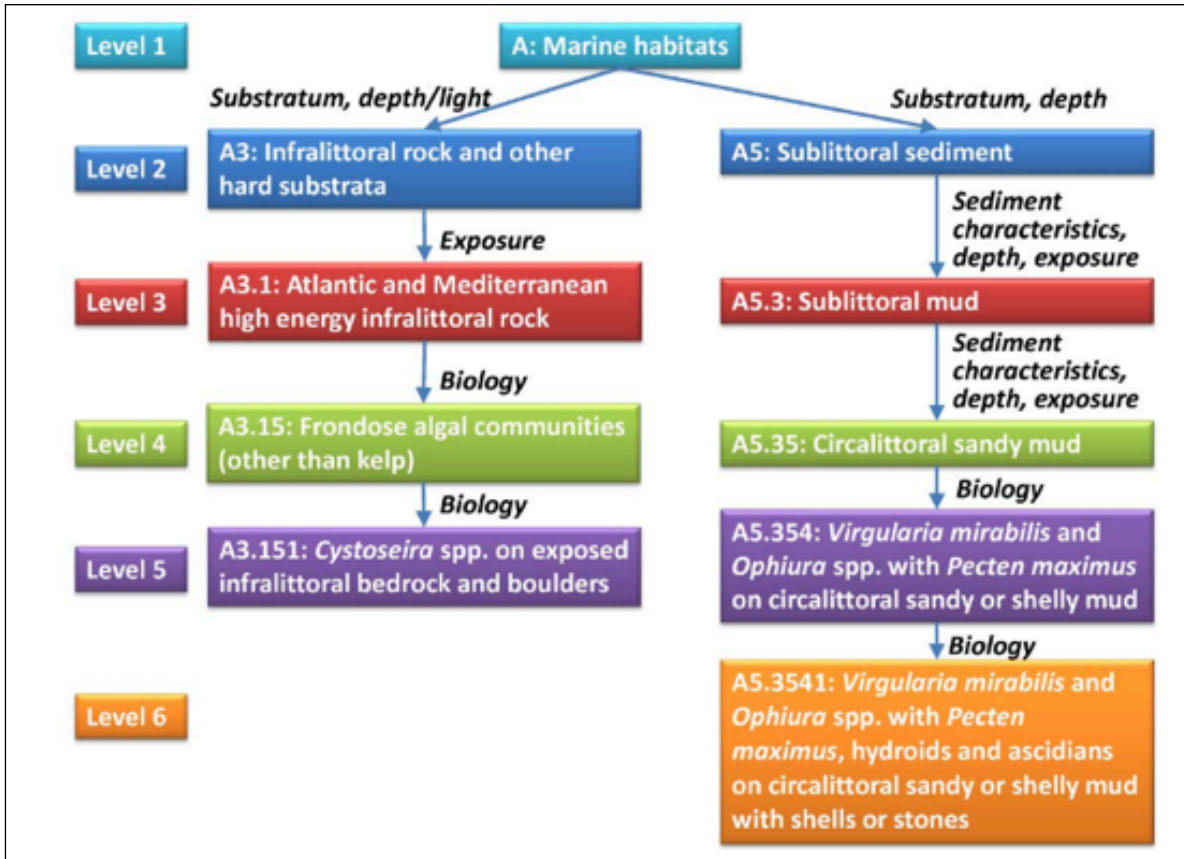 Level 1
A: Marine habitats
Substratum, depth/light
Substratum, depth
Level 2
A3: Infralittoral rock and other
hard substrata
A5: Sublittoral sediment
Exposure
Sediment
characteristics,
depth, exposure
Level 3
A3.1: Atlantic and Mediterranean
high energy infralittoral rock
A5.3: Sublittoral mud
Biology
Sediment
characteristics,
depth, exposure
Level 4
A3.15: Frondose algal communities
(other than kelp)
A5.35: Circalittoral sandy mud
Biology
Biology
Level 5
A3.151: Cystoseira spp. on exposed
infralittoral bedrock and boulders
A5.354: Virgularia mirabilis and
Ophiura spp. with Pecten maximus
on circalittoral sandy or shelly mud
Biology
Level 6
A5.3541: Virgularia mirabilis and
Ophiura spp. with Pecten
maximus, hydroids and ascidians
on circalittoral sandy or shelly mud
with shells or stones